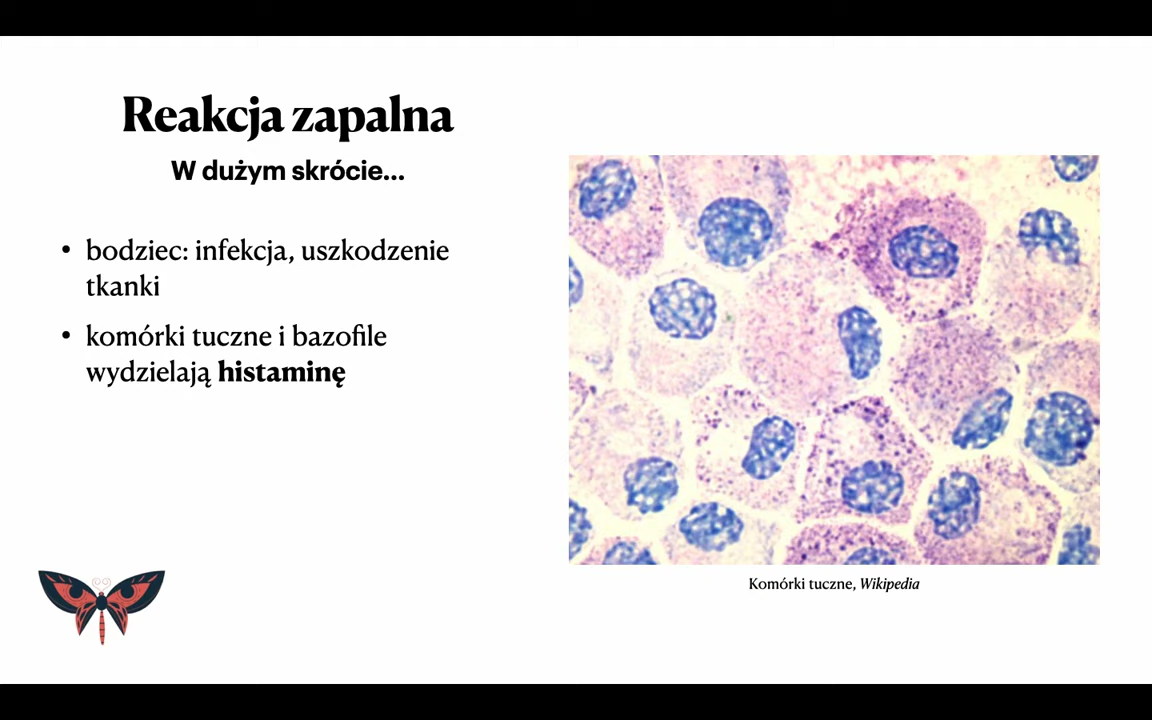 Reakcja zapalna
W dużym skrócie...
• bodziec: infekcja, uszkodzenie
tkanki
• komórki tuczne i bazofile
wydzielają histaminę
Komórki tuczne, Wikipedia